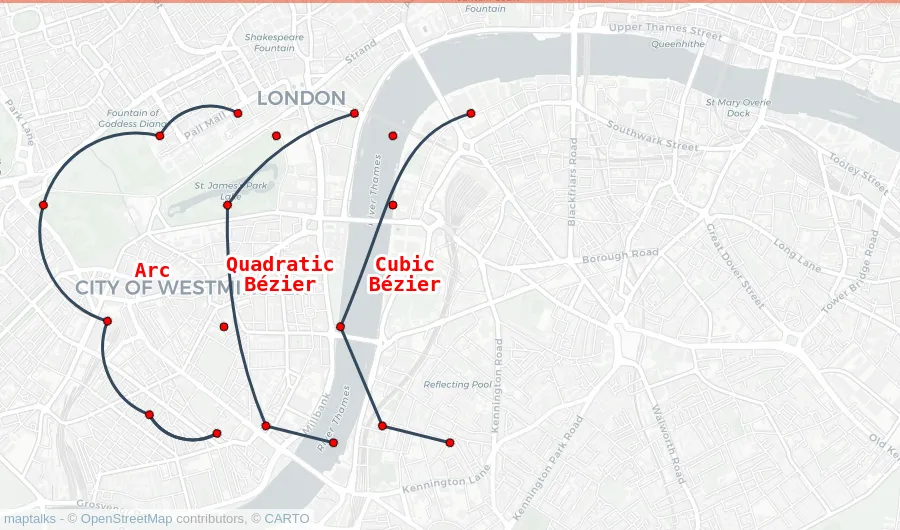 Fountain
Upper Thames Street
Queenhithe
Shakespeare
Fountain
Strand
LONDON
Park Lane
Fountain of
Goddess Diana
Pall Mall
St Mary Overie
Dock
Southwark Street
Tooley Street
River Thames
Blackfriars Road
St. James's Park
Lake
Borough Road
Great Dover Street
Long Lane
Tower Bridge Road
Arc
Quadratic
Bézier
Cubic
Bézier
CITY OF WESTMI
Reflecting Pool
Kennington Road
Millbank
River Thames
Walworth Road
Kennington Park Road
Kennington Lane
Old Ke
Grosveno
maptalks - © OpenStreetMap contributors, © CARTO